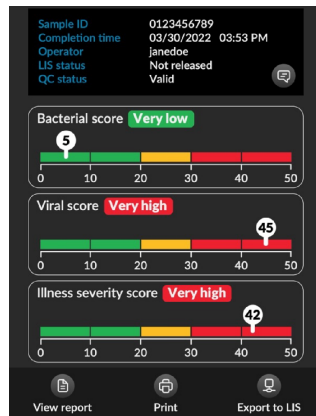 Sample ID 0123456789
Completion time 03/30/2022 03:53 PM
Operator janedoe
LIS status Not released
QC status Valid
Bacterial score Very low
5
0 10 20 30 40 50
Viral score Very high
45
0 10 20 30 40 50
Illness severity score Very high
42
0 10 20 30 40 50
View report Print Export to LIS